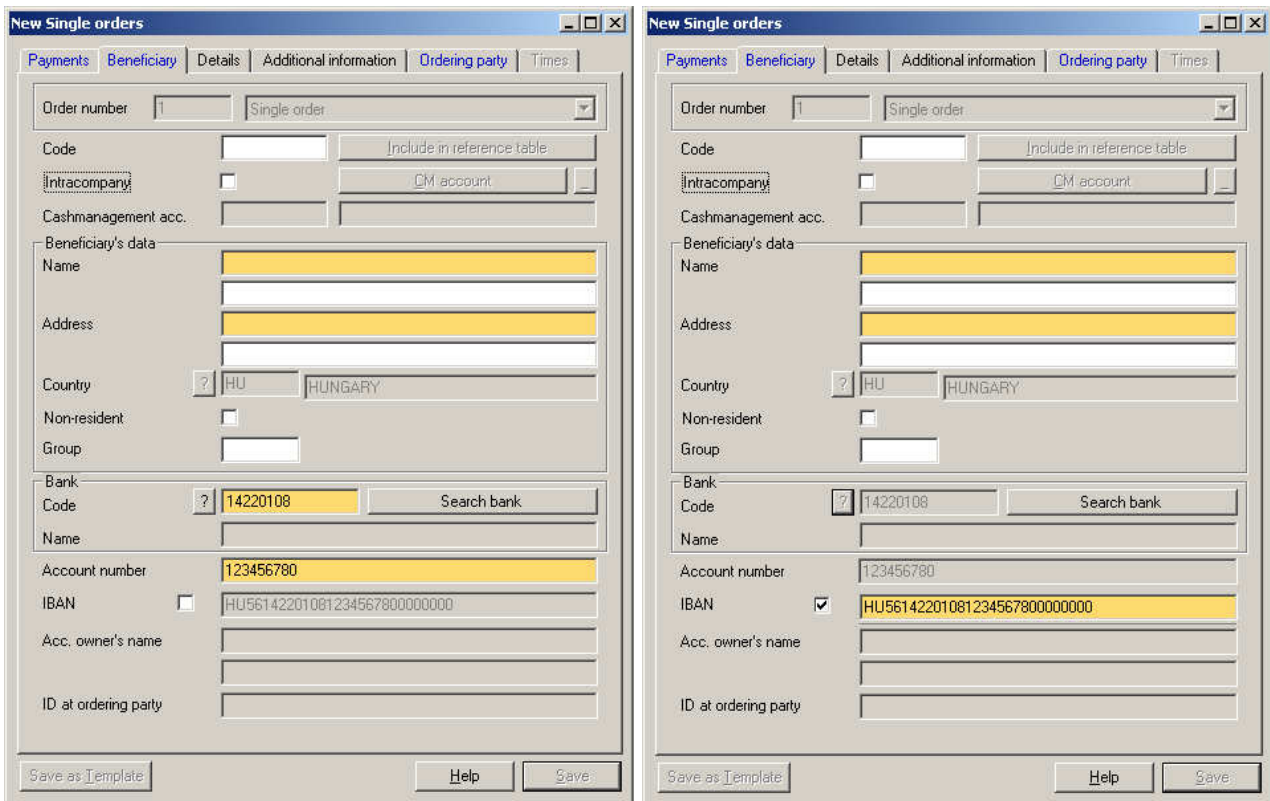 New Single orders
Payments Beneficiary Details Additional information Ordering party Times
Order number 1 Single order
Code Include in reference table
Intracompany CM account _
Cashmanagement acc.
Beneficiary's data
Name
Address
Country ? HU HUNGARY
Non-resident
Group
Bank
Code ? 14220108 Search bank
Name
Account number 123456780
IBAN HU56142201081234567800000000
Acc. owner's name
ID at ordering party
Save as Template Help Save
New Single orders
Payments Beneficiary Details Additional information Ordering party Times
Order number 1 Single order
Code Include in reference table
Intracompany CM account _
Cashmanagement acc.
Beneficiary's data
Name
Address
Country ? HU HUNGARY
Non-resident
Group
Bank
Code ? 14220108 Search bank
Name
Account number 123456780
IBAN HU56142201081234567800000000
Acc. owner's name
ID at ordering party
Save as Template Help Save